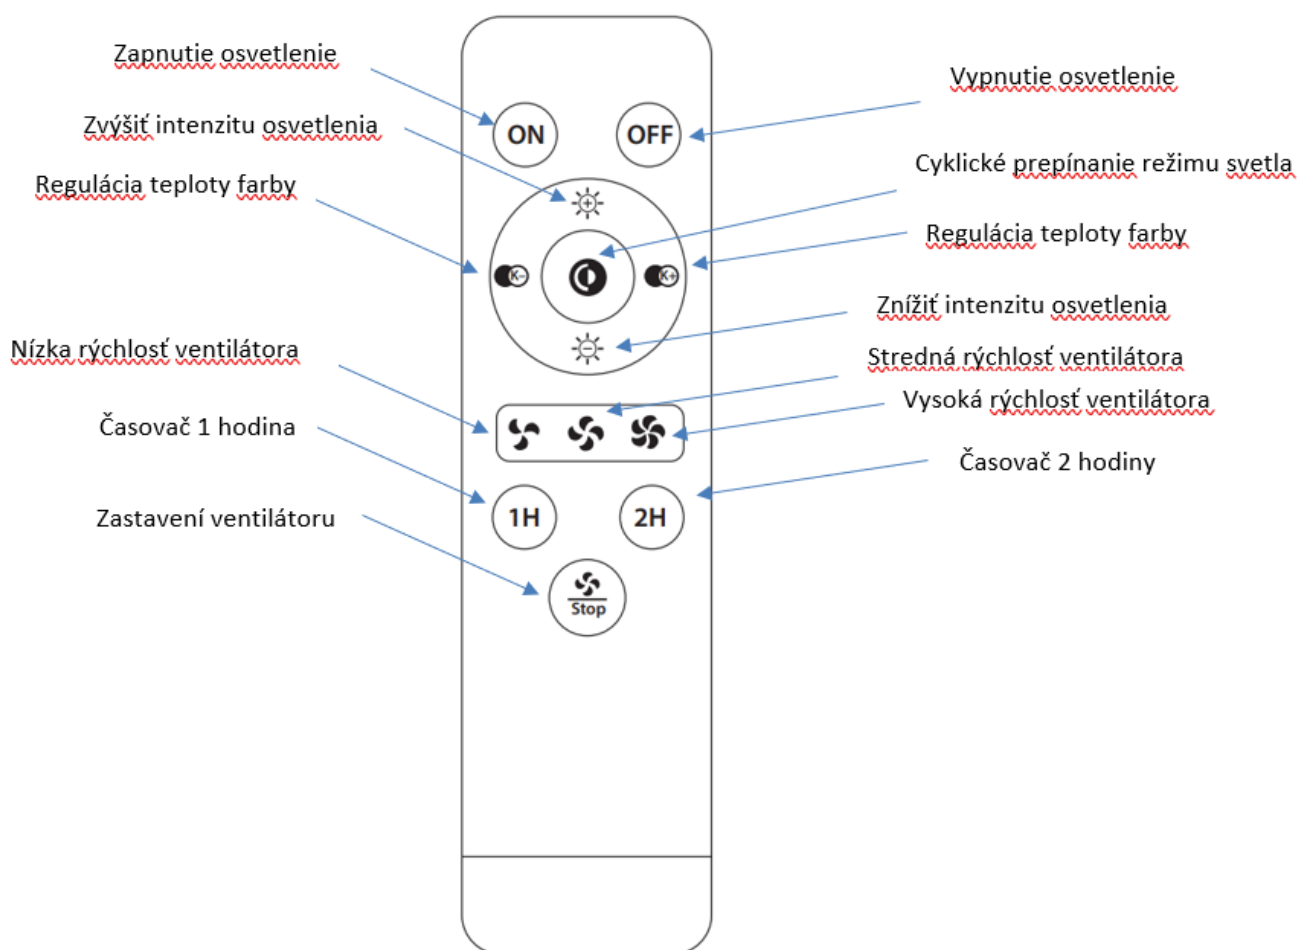 Zapnutie osvetlenie
Vypnutie osvetlenie
Zvýšiť intenzitu osvetlenia
Cyklické prepínanie režimu svetla
Regulácia teploty farby
Regulácia teploty farby
Znížiť intenzitu osvetlenia
Nízka rýchlosť ventilátora
Stredná rýchlosť ventilátora
Vysoká rýchlosť ventilátora
Časovač 1 hodina
Časovač 2 hodiny
Zastavení ventilátoru
ON
OFF
K-
K+
1H
2H
Stop